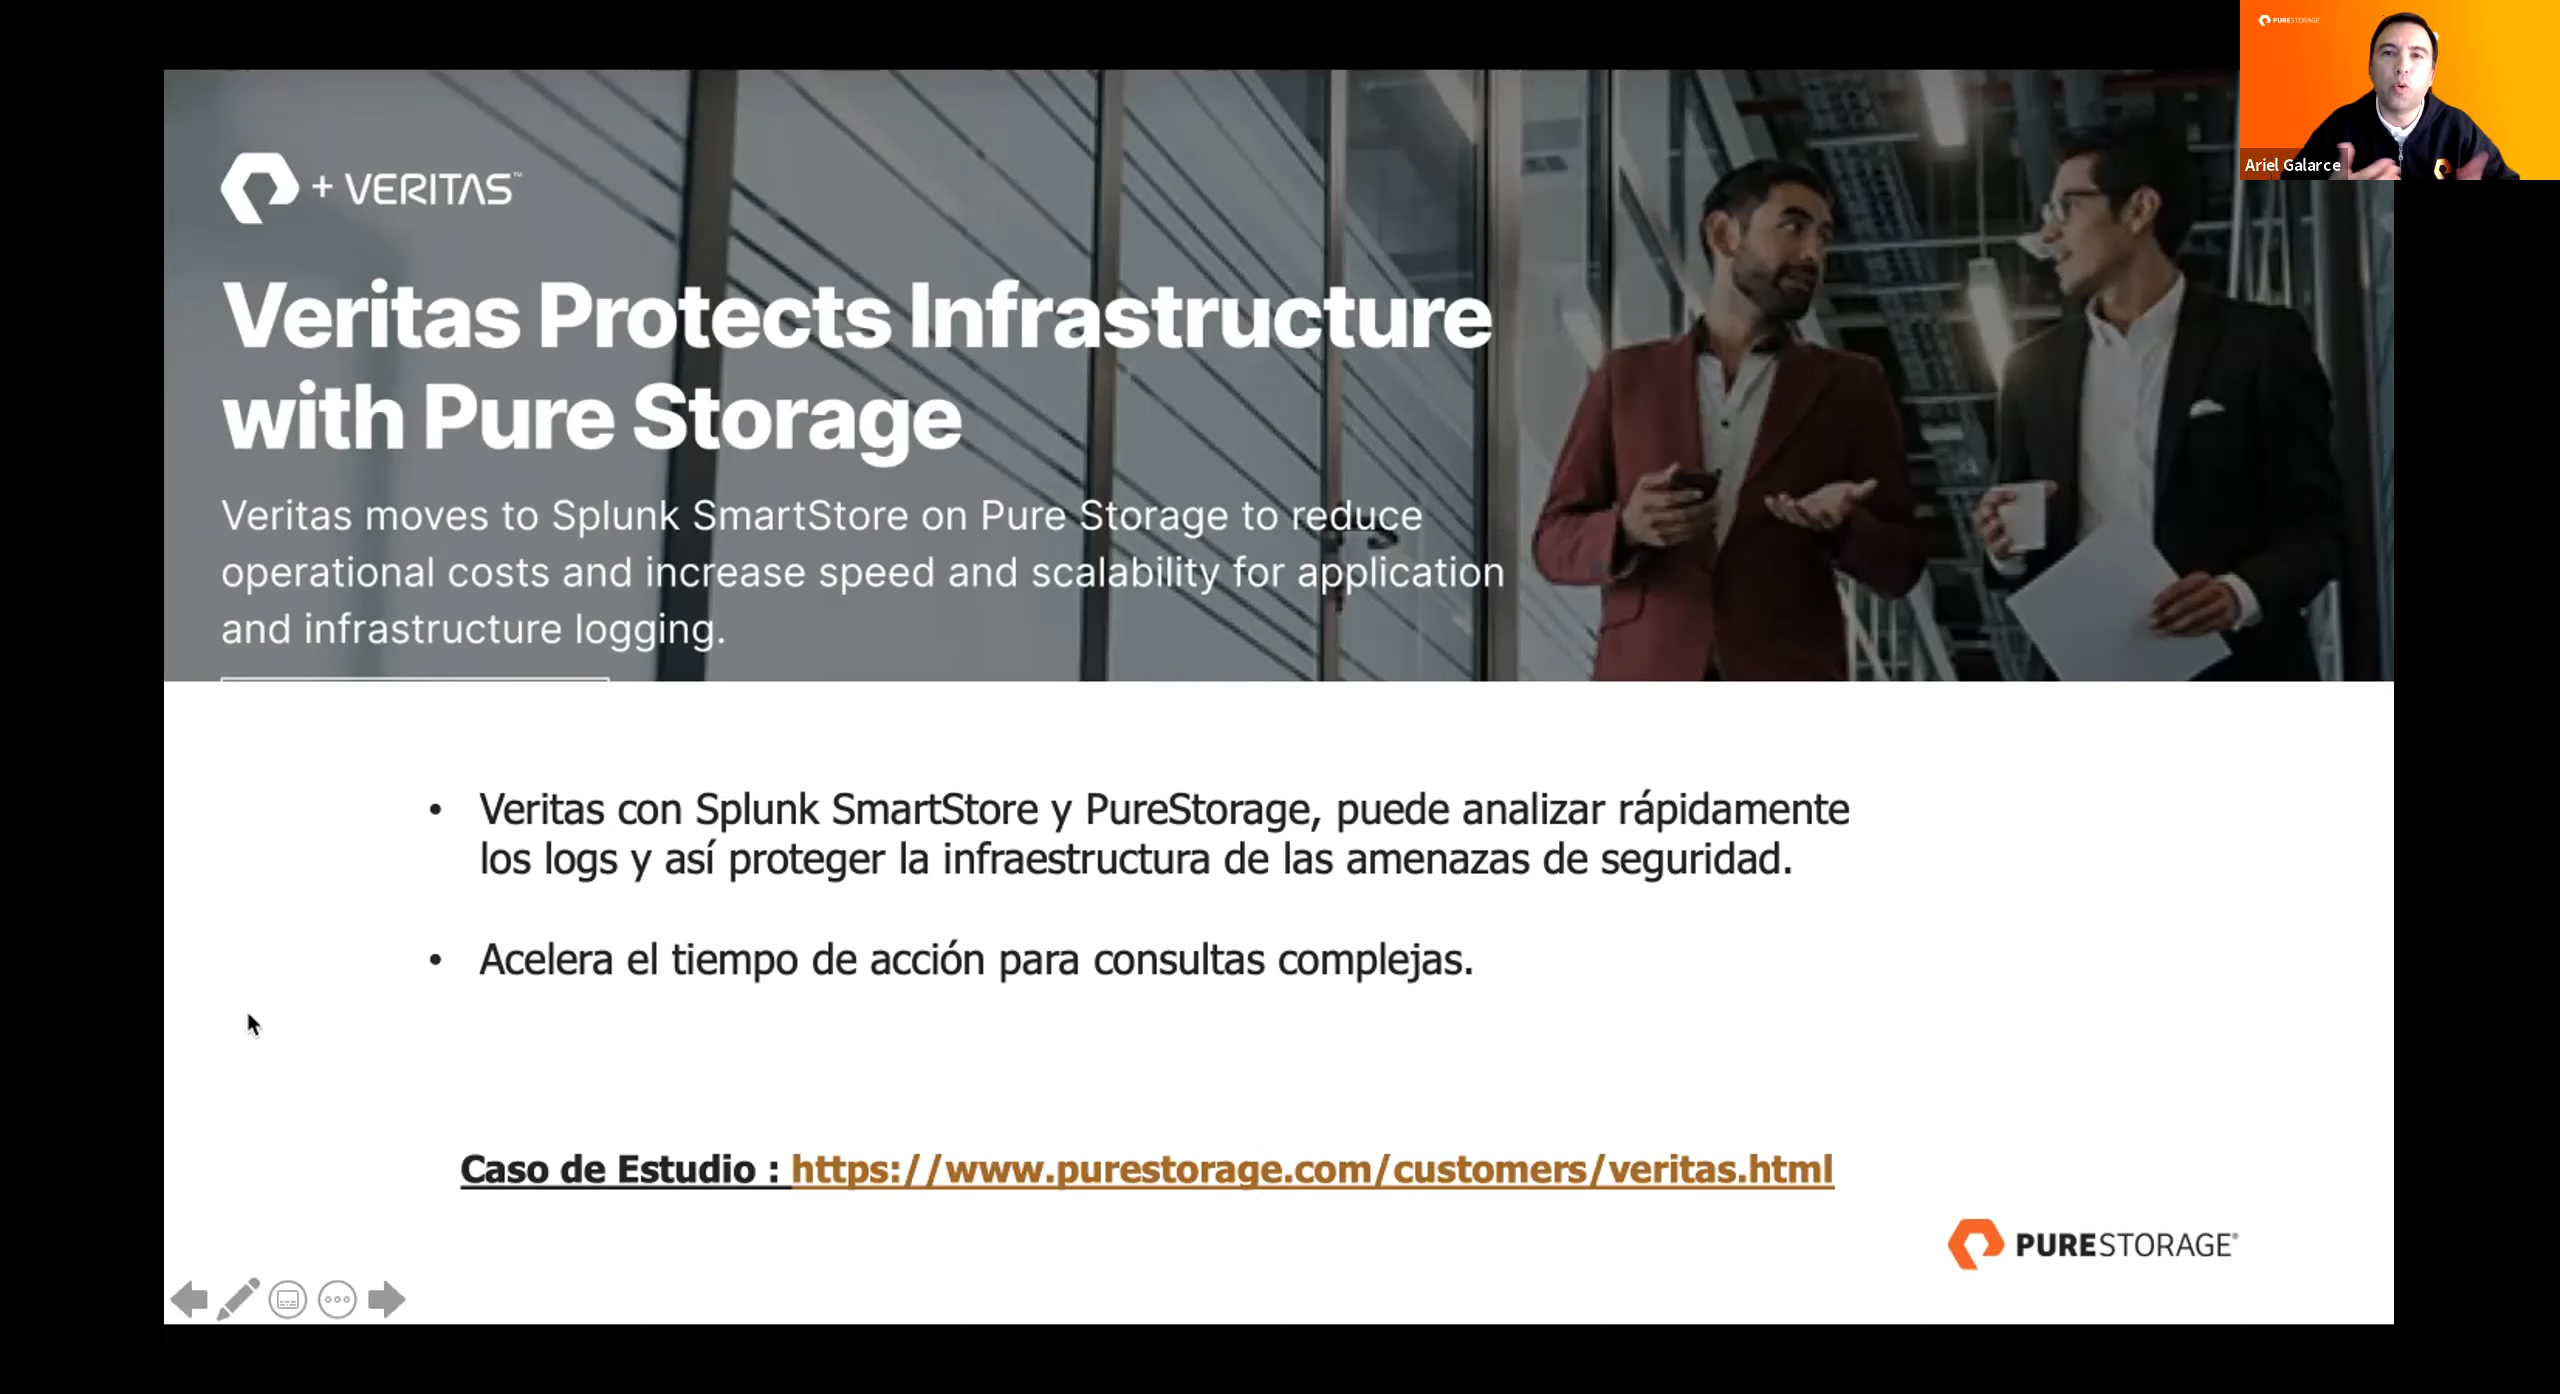 PURESTORAGE
Ariel Galarce
+ VERITAS™
Veritas Protects Infrastructure
with Pure Storage
Veritas moves to Splunk SmartStore on Pure Storage to reduce
operational costs and increase speed and scalability for application
and infrastructure logging.
• Veritas con Splunk SmartStore y PureStorage, puede analizar rápidamente
los logs y así proteger la infraestructura de las amenazas de seguridad.
• Acelera el tiempo de acción para consultas complejas.
Caso de Estudio : https://www.purestorage.com/customers/veritas.html
PURESTORAGE®